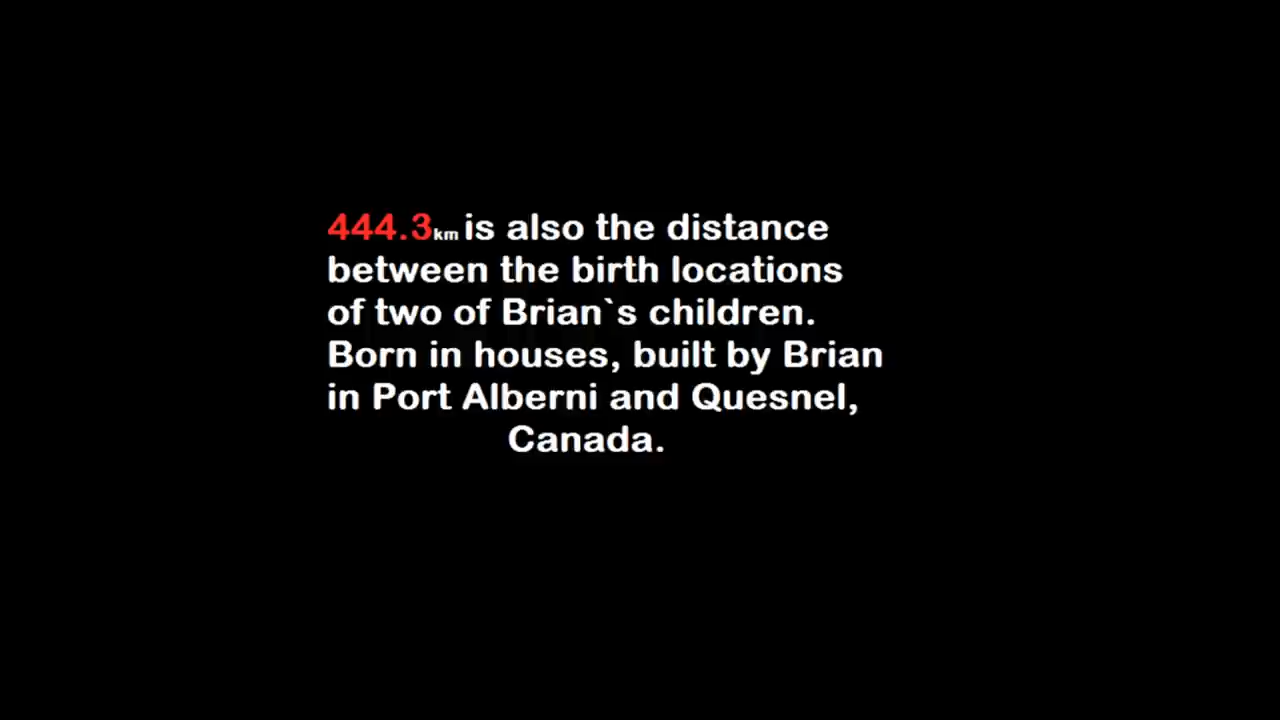 444.3km is also the distance
between the birth locations
of two of Brian`s children.
Born in houses, built by Brian
in Port Alberni and Quesnel,
Canada.